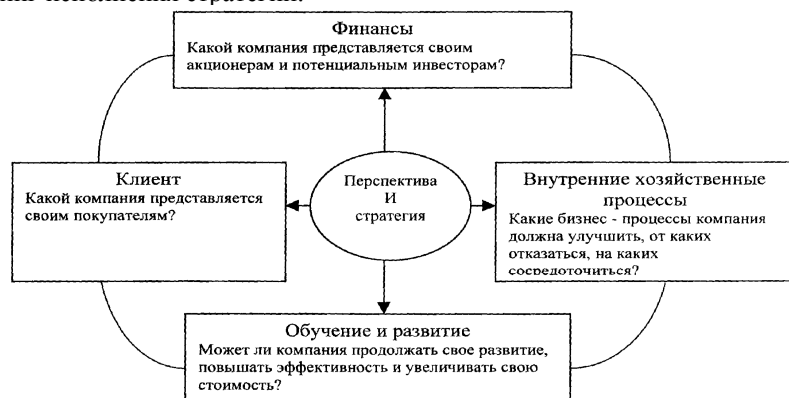 исполнения стратегии.
Финансы
Какой компания представляется своим
акционерам и потенциальным инвесторам?
Клиент
Какой компания представляется
своим покупателям?
Перспектива
И
стратегия
Внутренние хозяйственные
процессы
Какие бизнес - процессы компания
должна улучшить, от каких
отказаться, на каких
сосредоточиться?
Обучение и развитие
Может ли компания продолжать свое развитие,
повышать эффективность и увеличивать свою
стоимость?